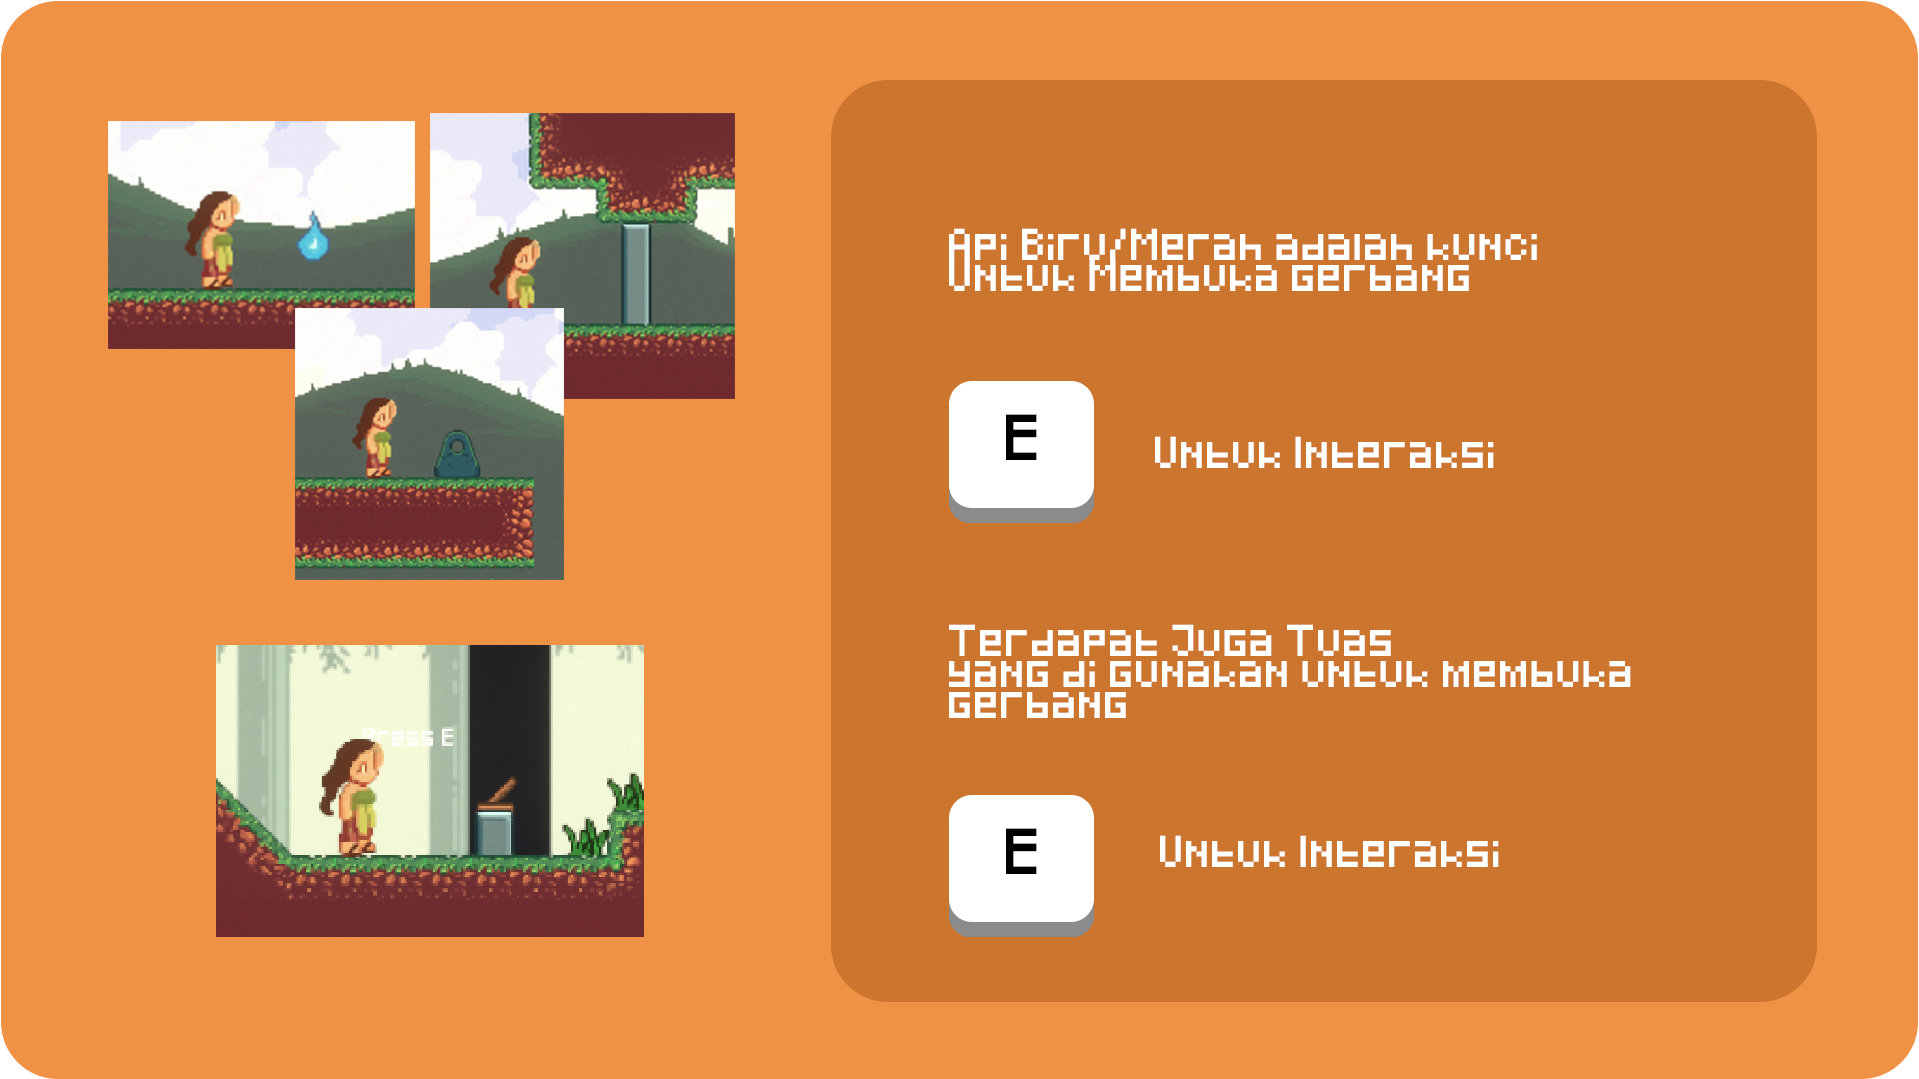 Api Biru/Merah adalah kunci
Untuk Membuka Gerbang
E
Untuk Interaksi
Terdapat Juga Tuas
yang di gunakan untuk membuka
gerbang
Press E
E
Untuk Interaksi